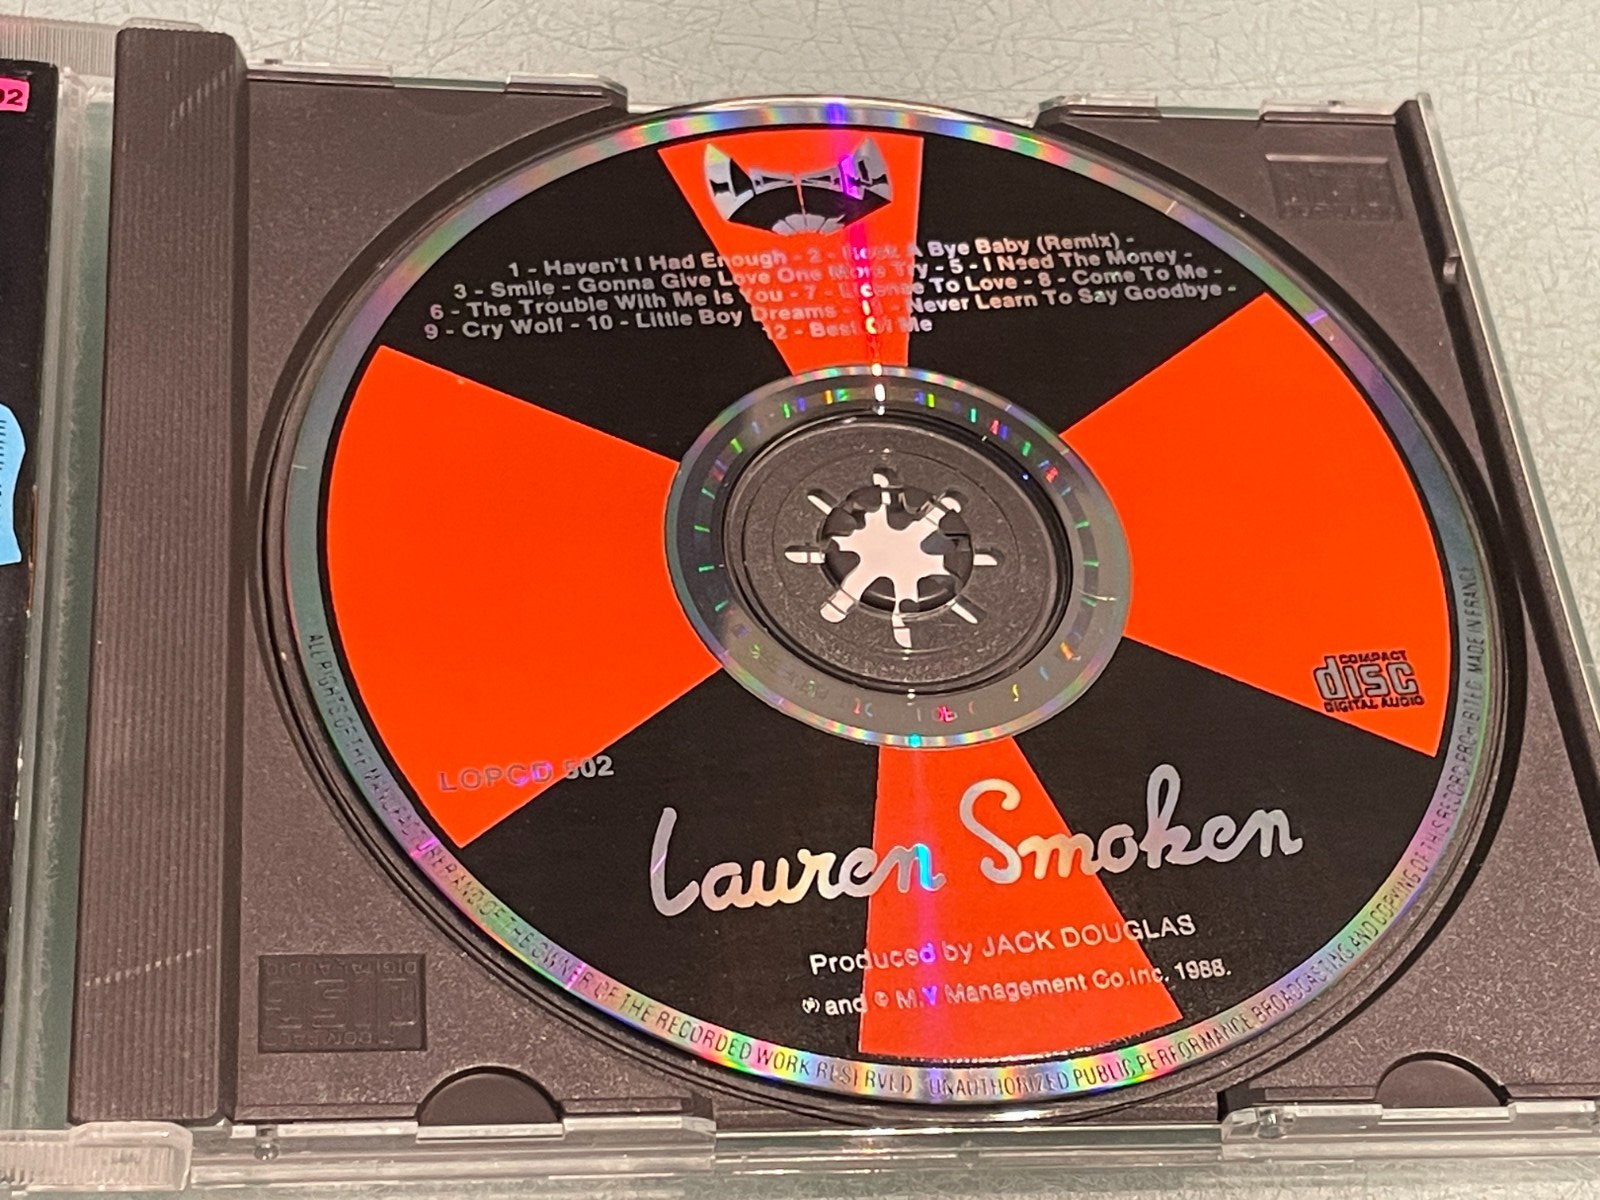 1 - Haven't I Had Enough - 2 - Rock A Bye Baby (Remix) -
3 - Smile - Gonna Give Love One More Try - 5 - I Need The Money -
6 - The Trouble With Me Is You - 7 - License To Love - 8 - Come To Me -
9 - Cry Wolf - 10 - Little Boy Dreams - 11 - Never Learn To Say Goodbye -
12 - Best Of Me
COMPACT
disc
DIGITAL AUDIO
LOPCD 902
Lauren Smoken
Produced by JACK DOUGLAS
℗ and © M.Y Management Co.Inc. 1988.
ALL RIGHTS OF THE MANUFACTURER AND OF THE OWNER OF THE RECORDED WORK RESERVED UNAUTHORIZED PUBLIC PERFORMANCE BROADCASTING AND COPYING OF THIS RECORD PROHIBITED MADE IN FRANCE